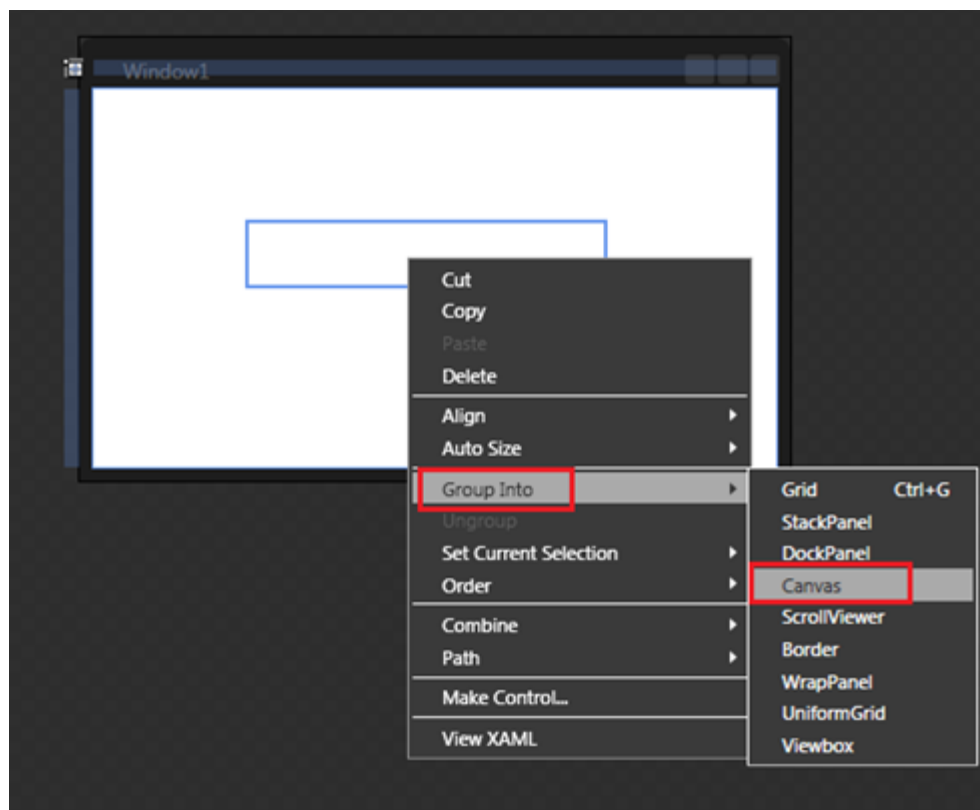 Window1
Cut
Copy
Paste
Delete
Align
Auto Size
Group Into
Ungroup
Set Current Selection
Order
Combine
Path
Make Control...
View XAML
Grid Ctrl+G
StackPanel
DockPanel
Canvas
ScrollViewer
Border
WrapPanel
UniformGrid
Viewbox